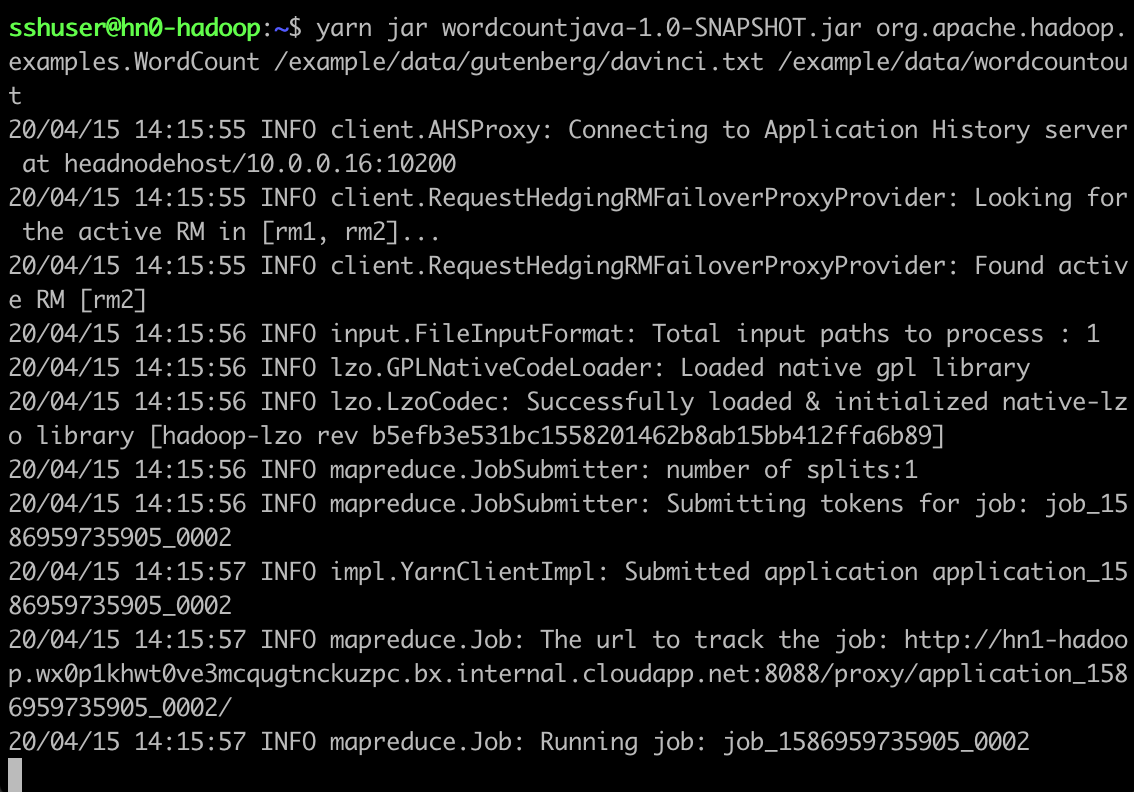 sshuser@hn0-hadoop:~$ yarn jar wordcountjava-1.0-SNAPSHOT.jar org.apache.hadoop.
examples.WordCount /example/data/gutenberg/davinci.txt /example/data/wordcountou
t
20/04/15 14:15:55 INFO client.AHSProxy: Connecting to Application History server
 at headnodehost/10.0.0.16:10200
20/04/15 14:15:55 INFO client.RequestHedgingRMFailoverProxyProvider: Looking for
 the active RM in [rm1, rm2]...
20/04/15 14:15:55 INFO client.RequestHedgingRMFailoverProxyProvider: Found activ
e RM [rm2]
20/04/15 14:15:56 INFO input.FileInputFormat: Total input paths to process : 1
20/04/15 14:15:56 INFO lzo.GPLNativeCodeLoader: Loaded native gpl library
20/04/15 14:15:56 INFO lzo.LzoCodec: Successfully loaded & initialized native-lz
o library [hadoop-lzo rev b5efb3e531bc1558201462b8ab15bb412ffa6b89]
20/04/15 14:15:56 INFO mapreduce.JobSubmitter: number of splits:1
20/04/15 14:15:56 INFO mapreduce.JobSubmitter: Submitting tokens for job: job_15
86959735905_0002
20/04/15 14:15:57 INFO impl.YarnClientImpl: Submitted application application_15
86959735905_0002
20/04/15 14:15:57 INFO mapreduce.Job: The url to track the job: http://hn1-hadoo
p.wx0p1khwt0ve3mcqugtnckuzpc.bx.internal.cloudapp.net:8088/proxy/application_158
6959735905_0002/
20/04/15 14:15:57 INFO mapreduce.Job: Running job: job_1586959735905_0002